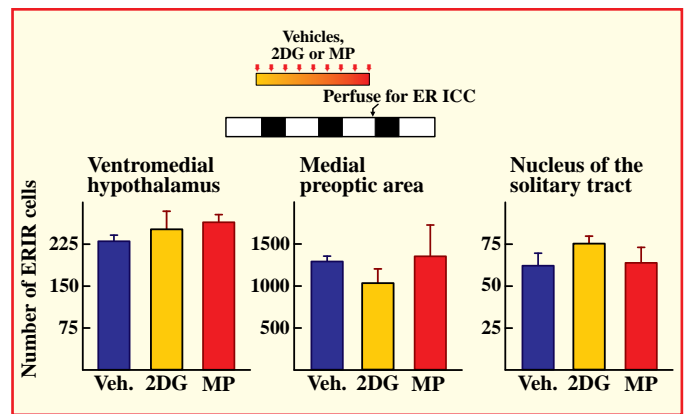 Vehicles,
2DG or MP
Perfuse for ER ICC
Number of ERIR cells
Ventromedial
hypothalamus
225
150
75
Veh. 2DG MP
Medial
preoptic area
1500
1000
500
Veh. 2DG MP
Nucleus of the
solitary tract
75
50
25
Veh. 2DG MP